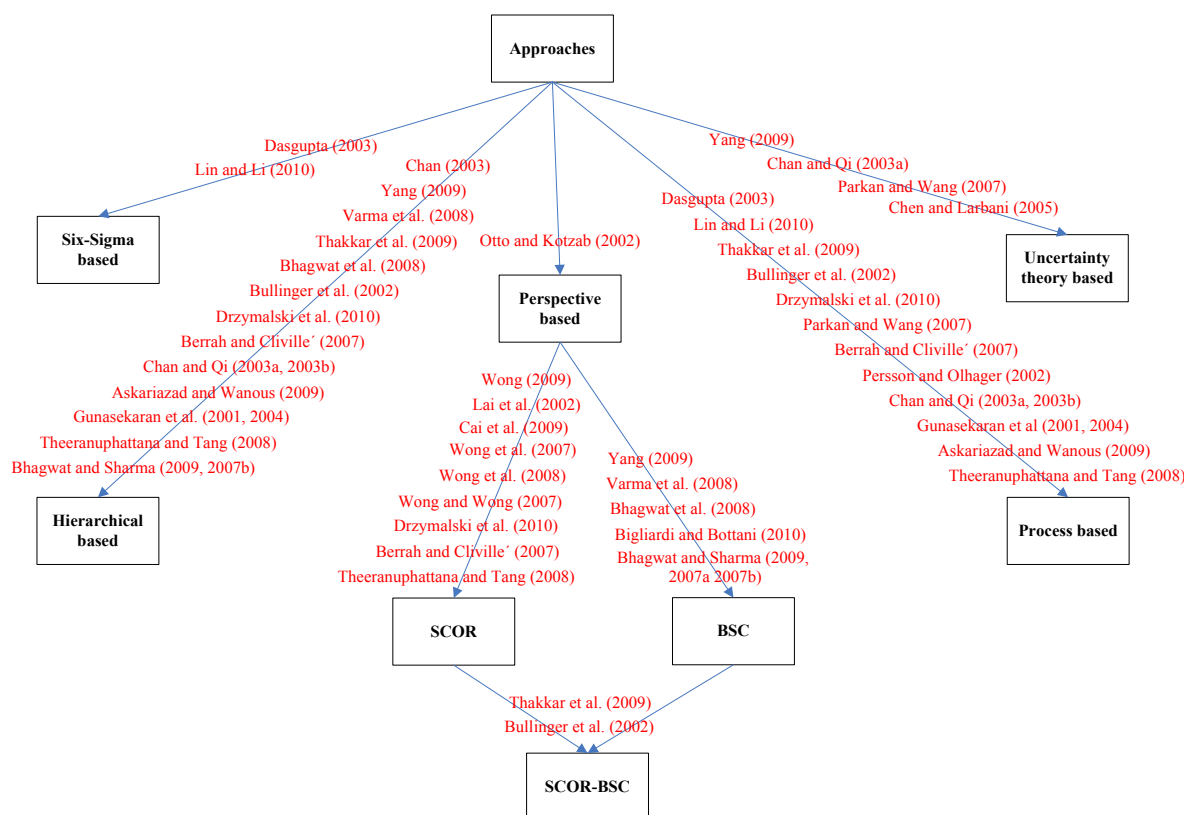 Approaches
Dasgupta (2003)
Lin and Li (2010)
Six-Sigma
based
Chan (2003)
Yang (2009)
Varma et al. (2008)
Thakkar et al. (2009)
Bhagwat et al. (2008)
Bullinger et al. (2002)
Drzymalski et al. (2010)
Berrah and Cliville´ (2007)
Chan and Qi (2003a, 2003b)
Askariazad and Wanous (2009)
Gunasekaran et al. (2001, 2004)
Theeranuphattana and Tang (2008)
Bhagwat and Sharma (2009, 2007b)
Hierarchical
based
Otto and Kotzab (2002)
Perspective
based
Wong (2009)
Lai et al. (2002)
Cai et al. (2009)
Wong et al. (2007)
Wong et al. (2008)
Wong and Wong (2007)
Drzymalski et al. (2010)
Berrah and Cliville´ (2007)
Theeranuphattana and Tang (2008)
SCOR
Yang (2009)
Varma et al. (2008)
Bhagwat et al. (2008)
Bigliardi and Bottani (2010)
Bhagwat and Sharma (2009,
2007a 2007b)
BSC
Thakkar et al. (2009)
Bullinger et al. (2002)
SCOR-BSC
Dasgupta (2003)
Lin and Li (2010)
Thakkar et al. (2009)
Bullinger et al. (2002)
Drzymalski et al. (2010)
Parkan and Wang (2007)
Berrah and Cliville´ (2007)
Persson and Olhager (2002)
Chan and Qi (2003a, 2003b)
Gunasekaran et al (2001, 2004)
Askariazad and Wanous (2009)
Theeranuphattana and Tang (2008)
Process based
Yang (2009)
Chan and Qi (2003a)
Parkan and Wang (2007)
Chen and Larbani (2005)
Uncertainty
theory based